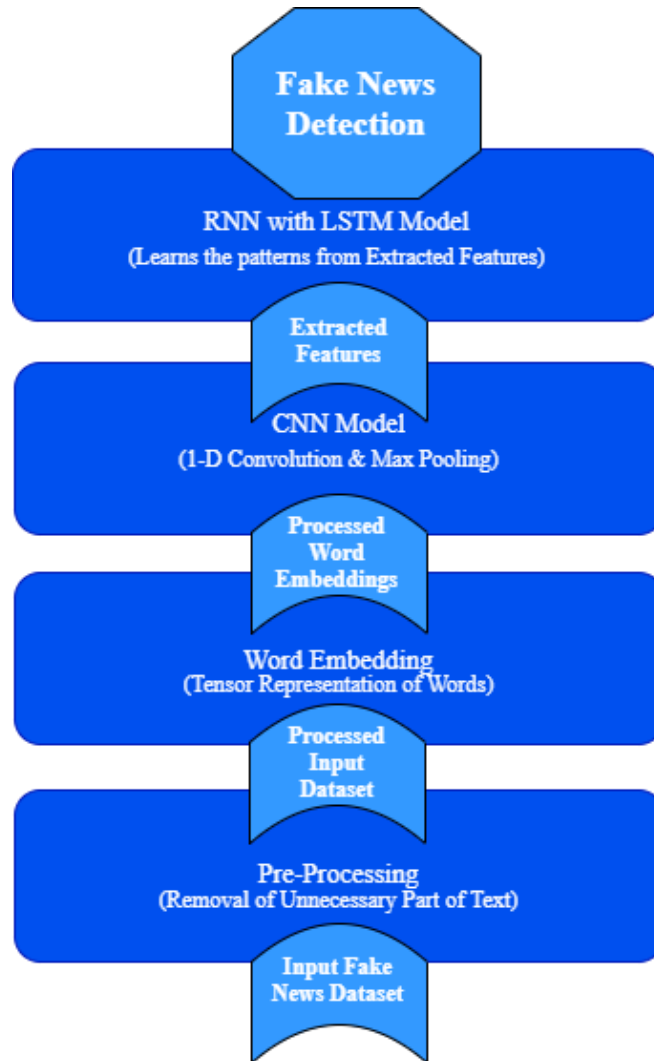 Fake News
Detection
RNN with LSTM Model
(Learns the patterns from Extracted Features)
Extracted
Features
CNN Model
(1-D Convolution & Max Pooling)
Processed
Word
Embeddings
Word Embedding
(Tensor Representation of Words)
Processed
Input
Dataset
Pre-Processing
(Removal of Unnecessary Part of Text)
Input Fake
News Dataset